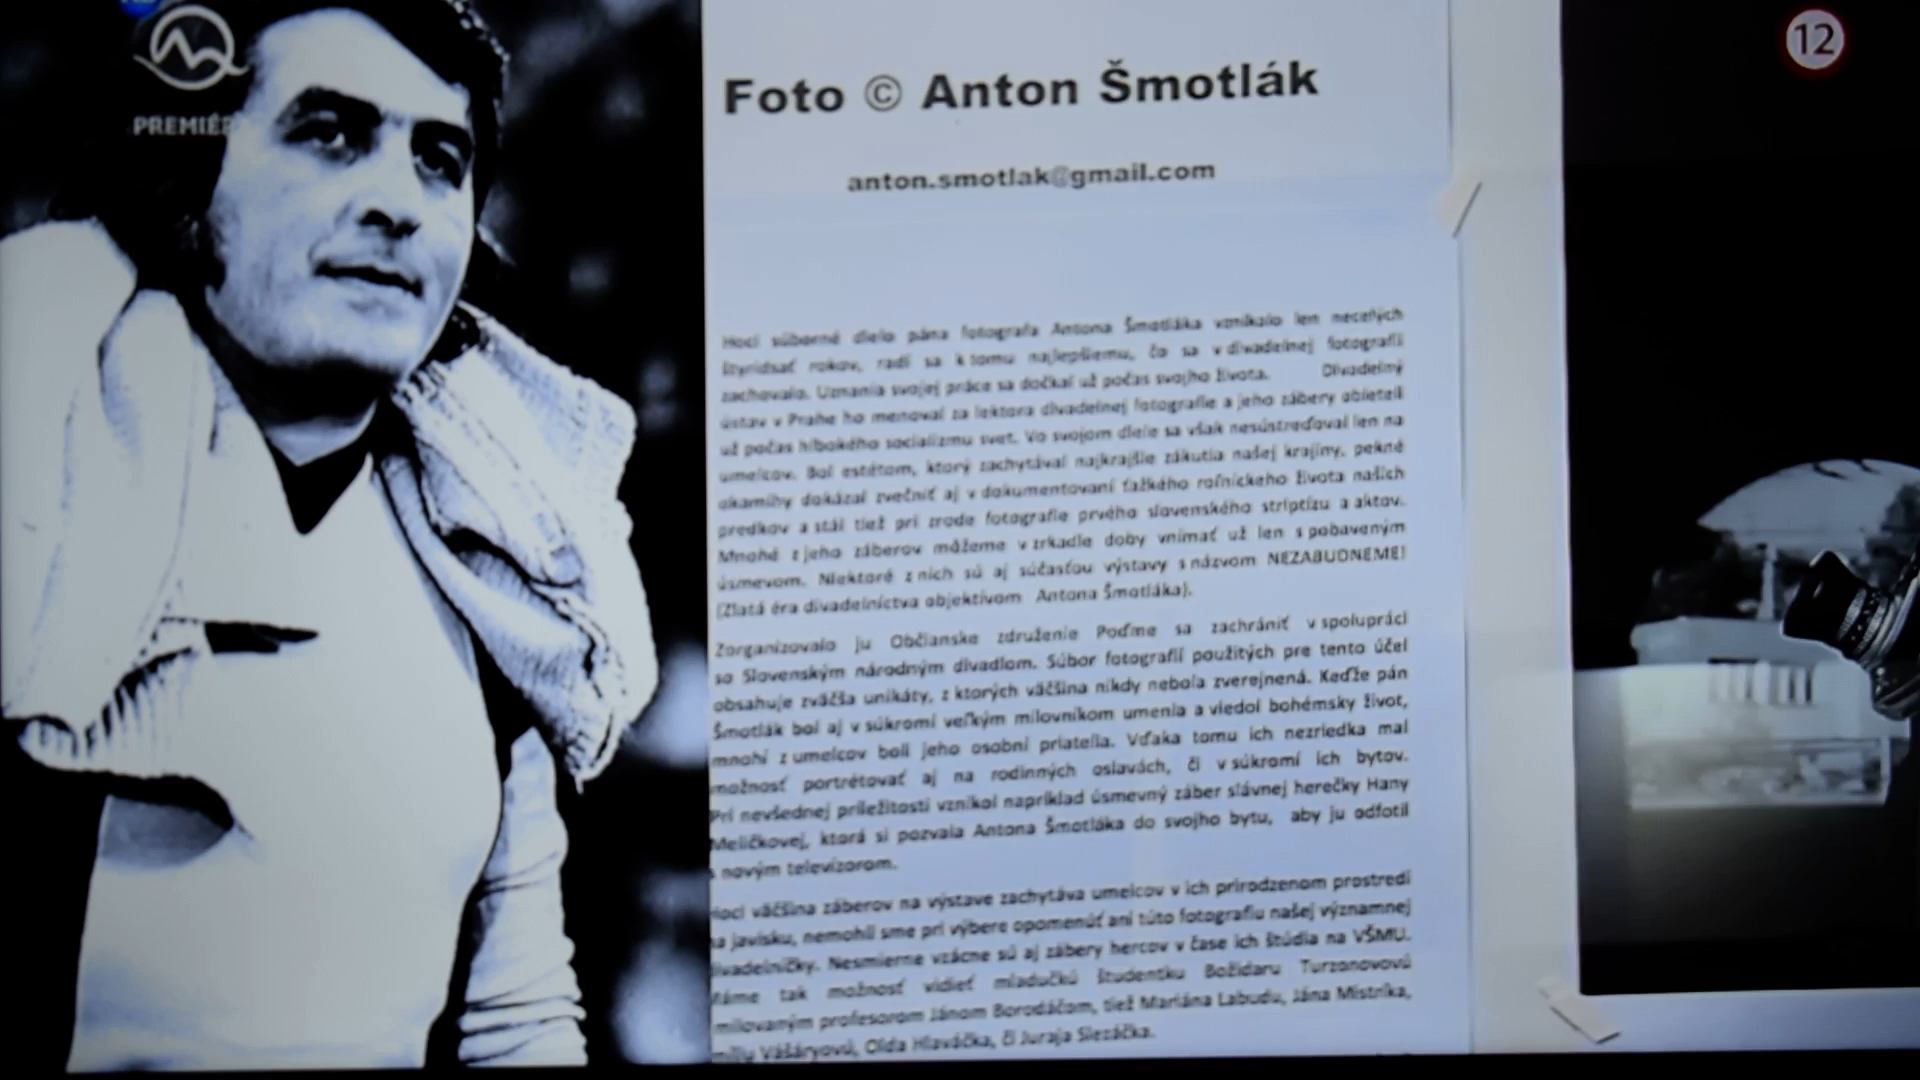 PREMIÉR
12
Foto © Anton Šmotlák
anton.smotlak@gmail.com
Hoci súborné dielo pána fotografa Antona Šmotláka vznikalo len necelých
štyridsať rokov, radí sa k tomu najlepšiemu, čo sa v divadelnej fotografii
zachovalo. Uznania svojej práce sa dočkal už počas svojho života. Divadelný
ústav v Prahe ho menoval za lektora divadelnej fotografie a jeho zábery obleteli
už počas hlbokého socializmu svet. Vo svojom diele sa však nesústreďoval len na
umelcov. Bol estétom, ktorý zachytával najkrajšie zákutia našej krajiny, pekné
okamihy dokázal zvečniť aj v dokumentovaní ťažkého roľníckeho života našich
predkov a stál tiež pri zrode fotografie prvého slovenského striptízu a aktov.
Mnohé z jeho záberov môžeme v zrkadle doby vnímať už len s pobaveným
úsmevom. Niektoré z nich sú aj súčasťou výstavy s názvom NEZABUDNEME!
(Zlatá éra divadelníctva objektívom Antona Šmotláka).
Zorganizovalo ju Občianske združenie Poďme sa zachrániť v spolupráci
so Slovenským národným divadlom. Súbor fotografií použitých pre tento účel
obsahuje zväčša unikáty, z ktorých väčšina nikdy nebola zverejnená. Keďže pán
Šmotlák bol aj v súkromí veľkým milovníkom umenia a viedol bohémsky život,
mnohí z umelcov boli jeho osobní priatelia. Vďaka tomu ich nezriedka mal
možnosť portrétovať aj na rodinných oslavách, či v súkromí ich bytov.
Pri nevšednej príležitosti vznikol napríklad úsmevný záber slávnej herečky Hany
Meličkovej, ktorá si pozvala Antona Šmotláka do svojho bytu, aby ju odfotil
s novým televízorom.
Hoci väčšina záberov na výstave zachytáva umelcov v ich prirodzenom prostredí
na javisku, nemohli sme pri výbere opomenúť ani túto fotografiu našej významnej
divadelníčky. Nesmierne vzácne sú aj zábery hercov v čase ich štúdia na VŠMU.
Máme tak možnosť vidieť mladučkú študentku Božidaru Turzonovovú
milovaným profesorom Jánom Borodáčom, tiež Mariána Labudu, Jána Mistríka,
míliu Vášáryovú, Olda Hlaváčka, či Juraja Slezáčka.